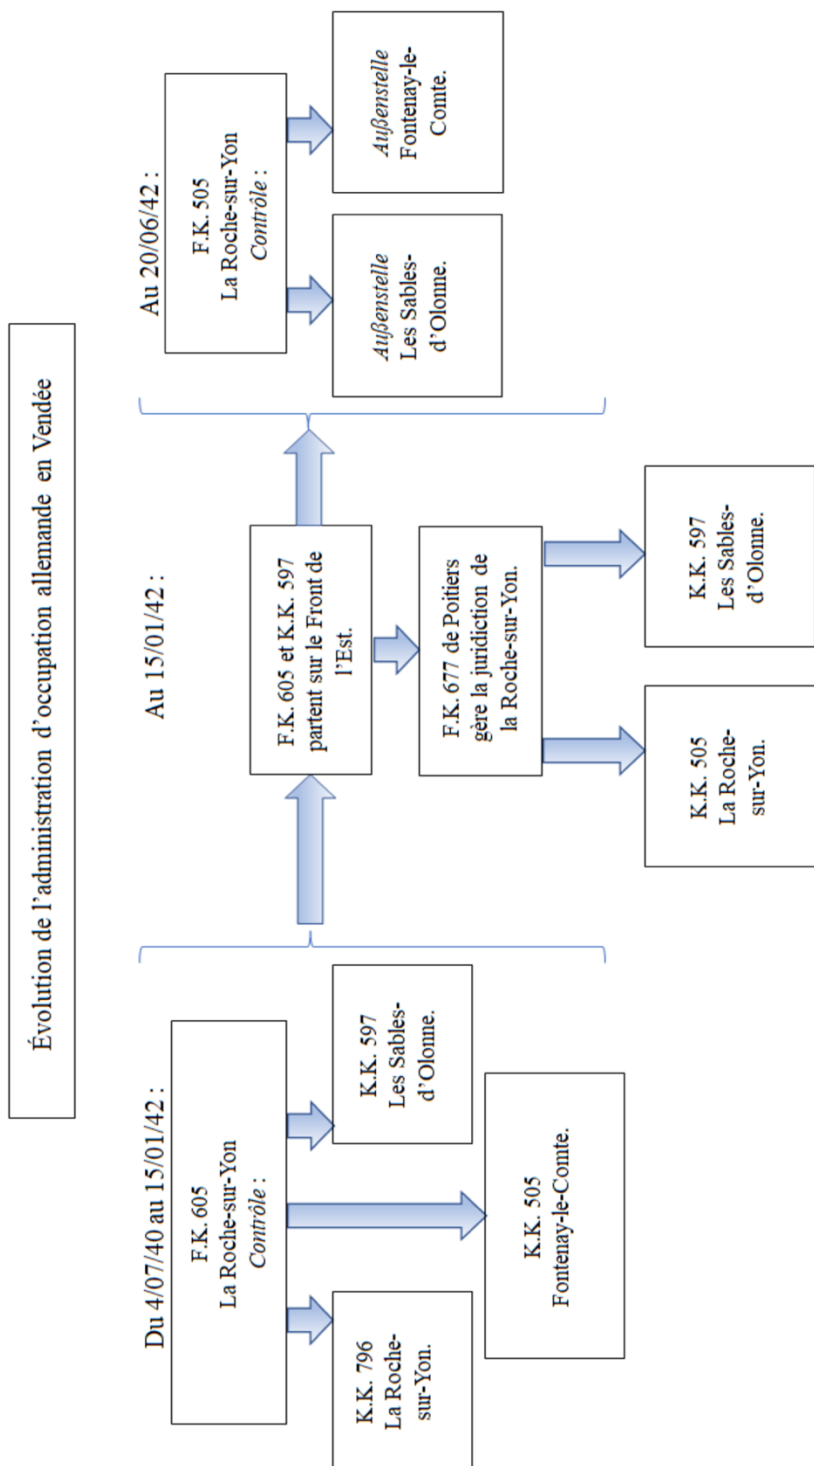 Évolution de l'administration d'occupation allemande en Vendée
Du 4/07/40 au 15/01/42 :
F.K. 605
La Roche-sur-Yon
Contrôle :
K.K. 796
La Roche-
sur-Yon.
K.K. 505
Fontenay-le-Comte.
K.K. 597
Les Sables-
d'Olonne.
Au 15/01/42 :
F.K. 605 et K.K. 597
partent sur le Front de
l'Est.
F.K. 677 de Poitiers
gère la juridiction de
la Roche-sur-Yon.
K.K. 505
La Roche-
sur-Yon.
K.K. 597
Les Sables-
d'Olonne.
Au 20/06/42 :
F.K. 505
La Roche-sur-Yon
Contrôle :
Außenstelle
Les Sables-
d'Olonne.
Außenstelle
Fontenay-le-
Comte.